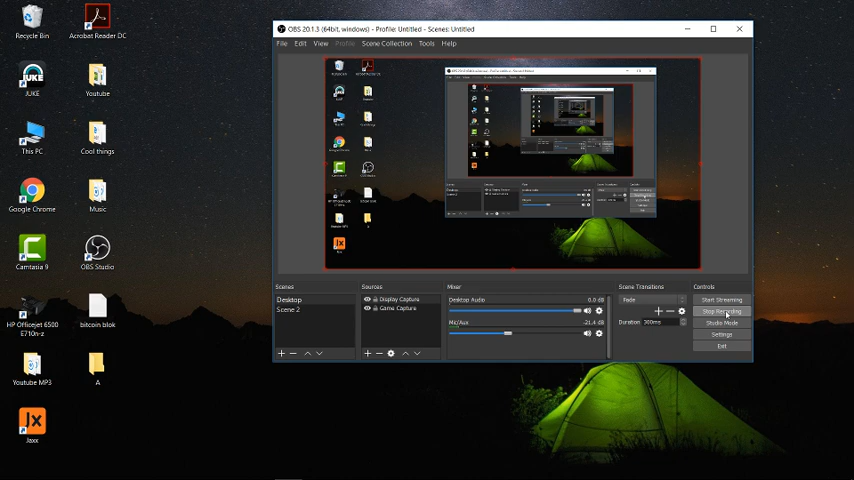 Recycle Bin
Acrobat Reader DC
JUKE
Youtube
This PC
Cool things
Google Chrome
Music
Camtasia 9
OBS Studio
HP Officejet 6500
E710n-z
bitcoin blok
Youtube MP3
A
Jx
Jaxx
OBS 20.1.3 (64bit, windows) - Profile: Untitled - Scenes: Untitled
File Edit View Profile Scene Collection Tools Help
Scenes
Desktop
Scene 2
Sources
Display Capture
Game Capture
Mixer
Desktop Audio 0.0 dB
Mic/Aux -21.4 dB
Scene Transitions
Fade
Duration 300ms
Controls
Start Streaming
Stop Recording
Studio Mode
Settings
Exit